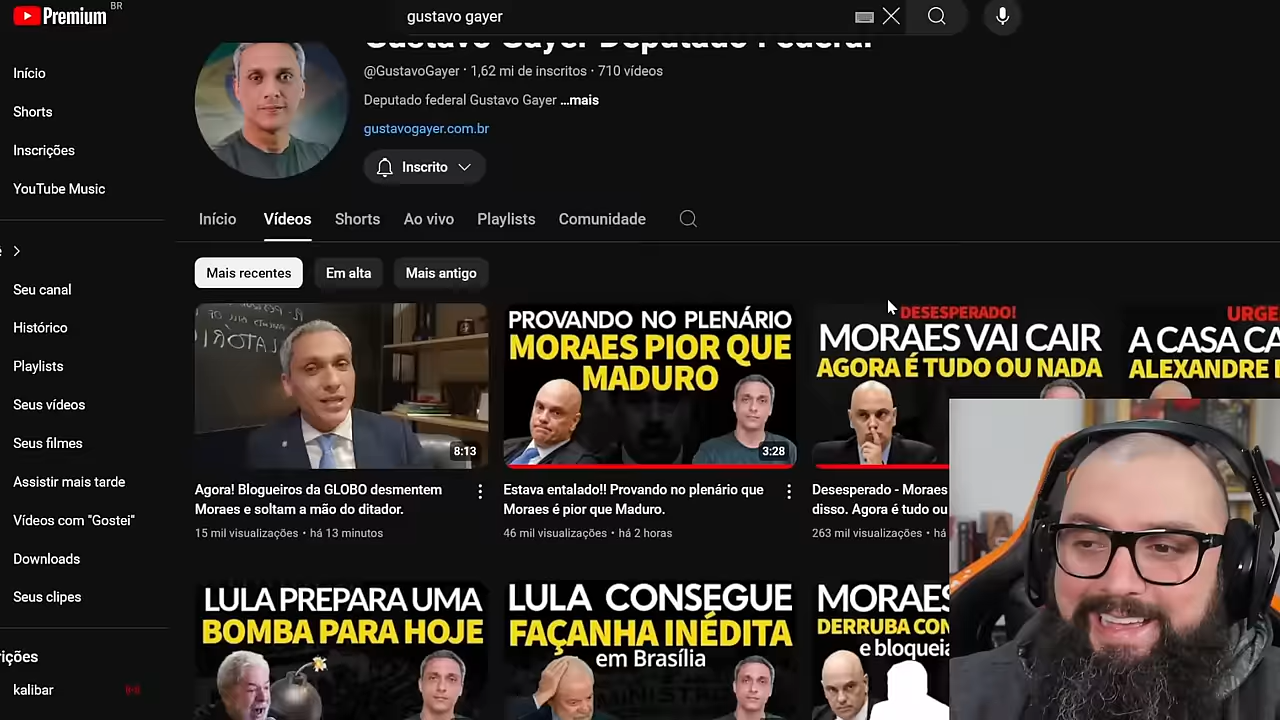 Premium BR
gustavo gayer
Gustavo Gayer Deputado Federal
@GustavoGayer · 1,62 mi de inscritos · 710 vídeos
Deputado federal Gustavo Gayer ...mais
gustavogayer.com.br
Inscrito
Início
Shorts
Inscrições
YouTube Music
Seu canal
Histórico
Playlists
Seus vídeos
Seus filmes
Assistir mais tarde
Vídeos com "Gostei"
Downloads
Seus clipes
rições
kalibar
Início Vídeos Shorts Ao vivo Playlists Comunidade
Mais recentes Em alta Mais antigo
8:13
Agora! Blogueiros da GLOBO desmentem
Moraes e soltam a mão do ditador.
15 mil visualizações • há 13 minutos
PROVANDO NO PLENÁRIO
MORAES PIOR QUE
MADURO
3:28
Estava entalado!! Provando no plenário que
Moraes é pior que Maduro.
46 mil visualizações • há 2 horas
DESESPERADO!
MORAES VAI CAIR
AGORA É TUDO OU NADA
Desesperado - Moraes
disso. Agora é tudo ou
263 mil visualizações • há
URGE
A CASA CA
ALEXANDRE
LULA PREPARA UMA
BOMBA PARA HOJE
LULA CONSEGUE
FAÇANHA INÉDITA
em Brasília
MORAES
DERRUBA CON
e bloqueia